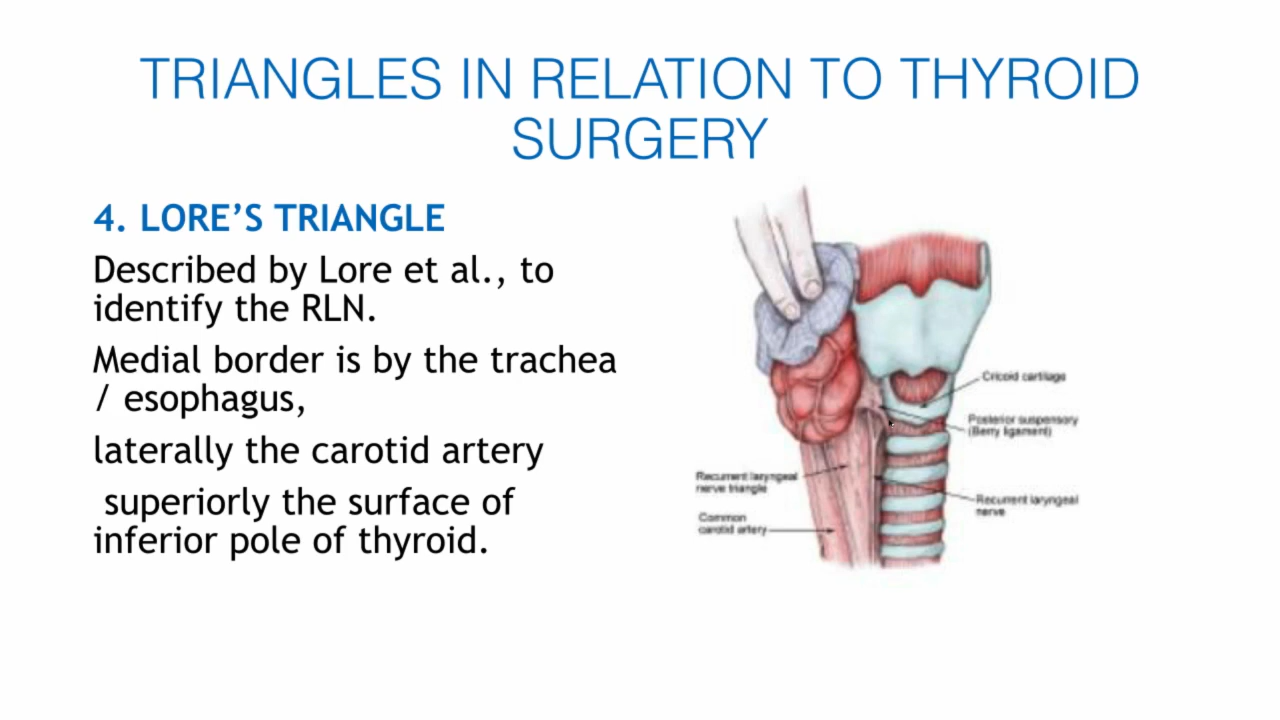 TRIANGLES IN RELATION TO THYROID
SURGERY
4. LORE’S TRIANGLE
Described by Lore et al., to
identify the RLN.
Medial border is by the trachea
/ esophagus,
laterally the carotid artery
superiorly the surface of
inferior pole of thyroid.
Cricoid cartilage
Posterior suspensory
(Berry ligament)
Recurrent laryngeal
nerve triangle
Recurrent laryngeal
nerve
Common
carotid artery